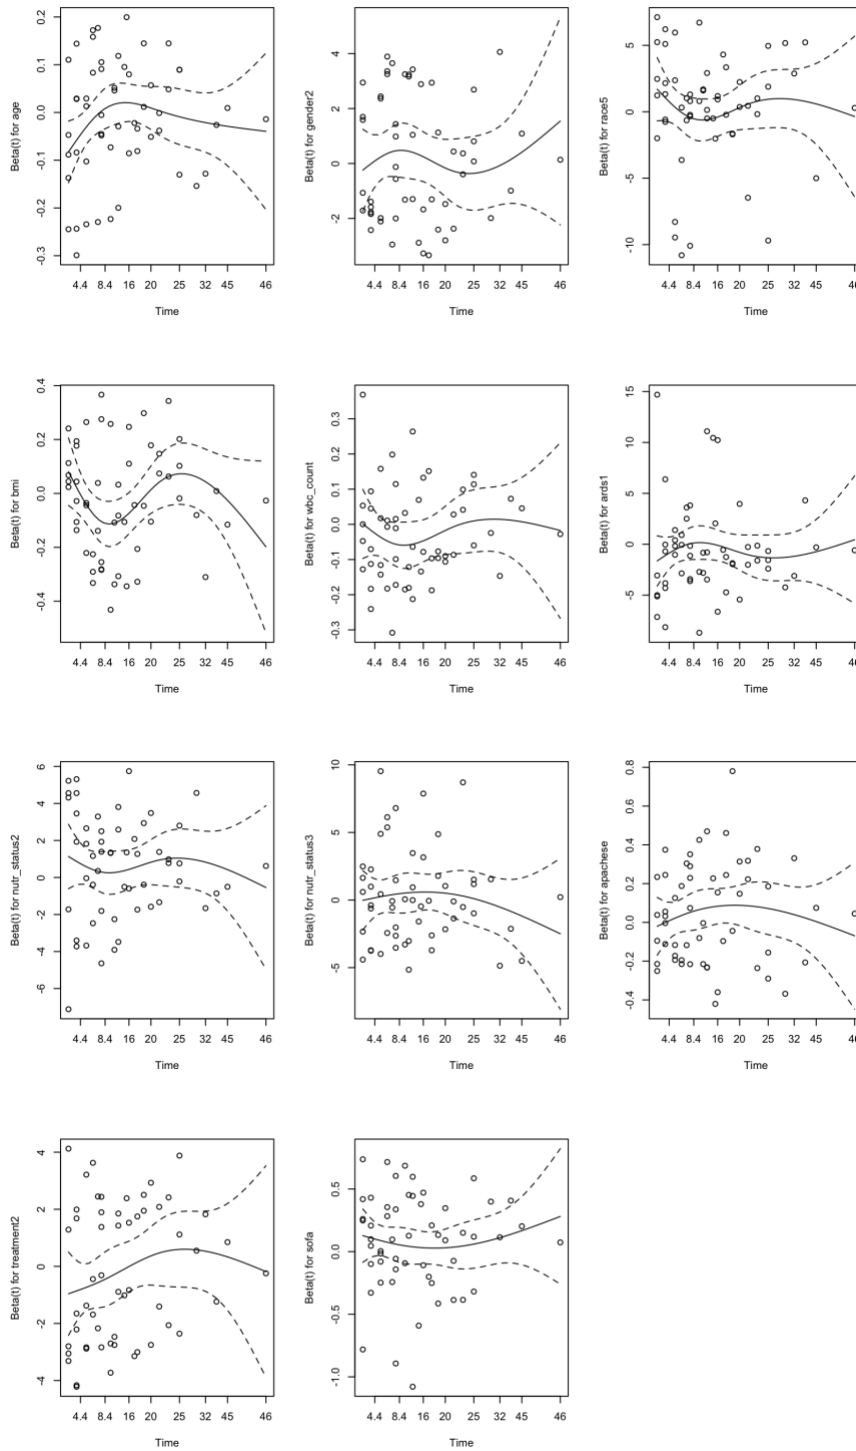 Beta(t) for age
0.2
0.1
0.0
-0.1
-0.2
-0.3
4.4 8.4 16 20 25 32 45 46
Time
Beta(t) for gender2
4
2
0
-2
4.4 8.4 16 20 25 32 45 46
Time
Beta(t) for race5
5
0
-5
-10
4.4 8.4 16 20 25 32 45 46
Time
Beta(t) for bmi
0.4
0.2
0.0
-0.2
-0.4
4.4 8.4 16 20 25 32 45 46
Time
Beta(t) for wbc_count
0.3
0.2
0.1
0.0
-0.1
-0.2
-0.3
4.4 8.4 16 20 25 32 45 46
Time
Beta(t) for ards1
15
10
5
0
-5
4.4 8.4 16 20 25 32 45 46
Time
Beta(t) for nutr_status2
6
4
2
0
-2
-4
-6
4.4 8.4 16 20 25 32 45 46
Time
Beta(t) for nutr_status3
10
5
0
-5
4.4 8.4 16 20 25 32 45 46
Time
Beta(t) for apachese
0.8
0.6
0.4
0.2
0.0
-0.2
-0.4
4.4 8.4 16 20 25 32 45 46
Time
Beta(t) for treatment2
4
2
0
-2
-4
4.4 8.4 16 20 25 32 45 46
Time
Beta(t) for sofa
0.5
0.0
-0.5
-1.0
4.4 8.4 16 20 25 32 45 46
Time